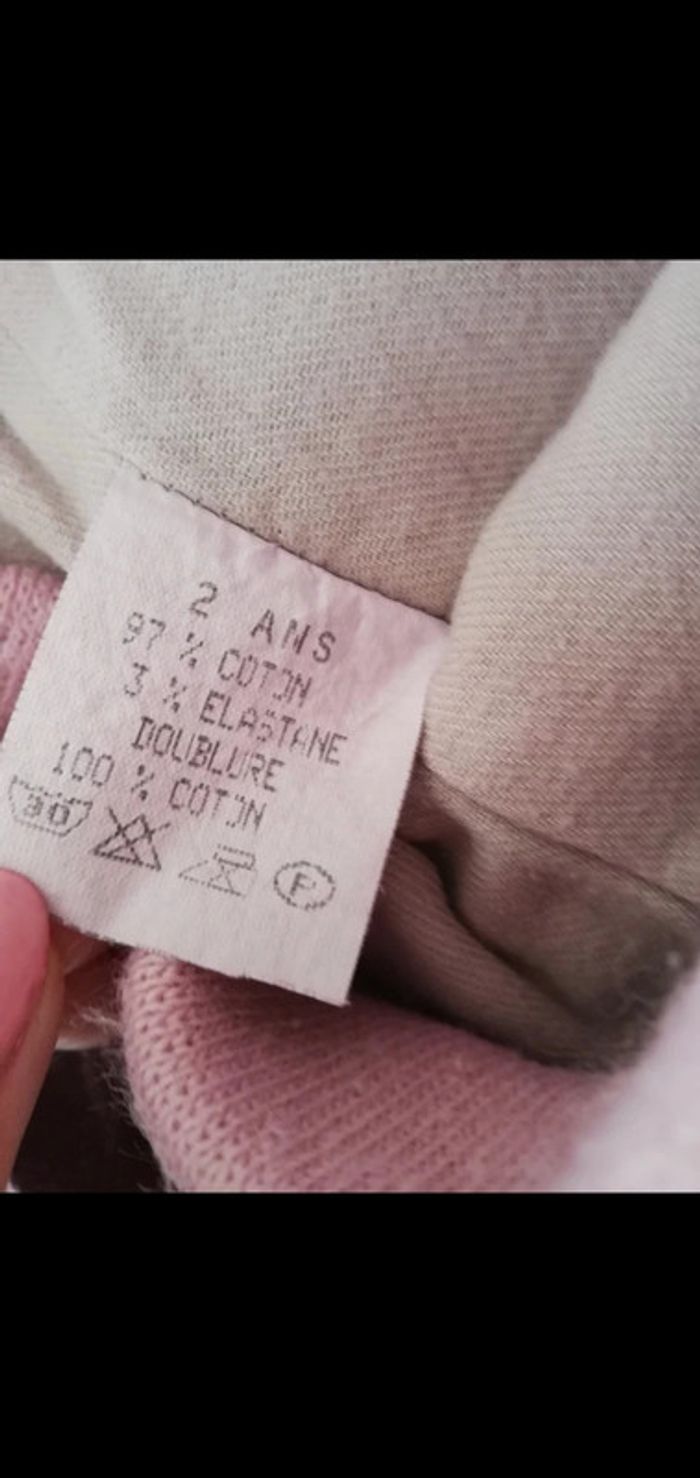 2 ANS
97 % COTON
3 % ELASTANE
DOUBLURE
100 % COTON
30 P